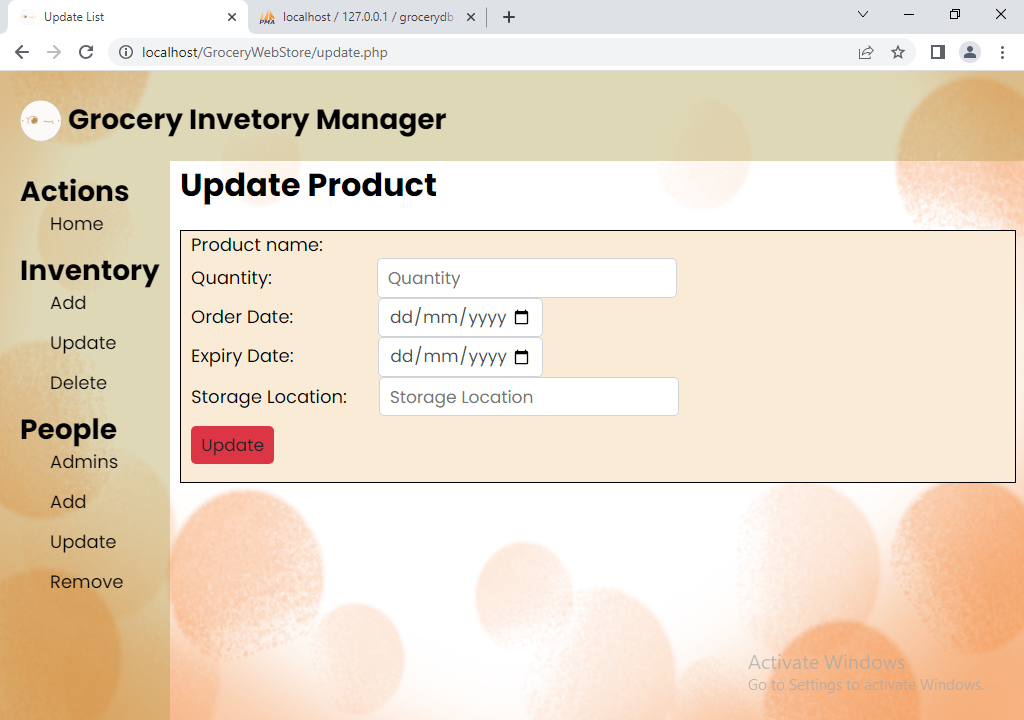 Update List
localhost / 127.0.0.1 / grocerydb
localhost/GroceryWebStore/update.php
Grocery Invetory Manager
Actions
Home
Inventory
Add
Update
Delete
People
Admins
Add
Update
Remove
Update Product
Product name:
Quantity: Quantity
Order Date: dd/mm/yyyy
Expiry Date: dd/mm/yyyy
Storage Location: Storage Location
Update
Activate Windows
Go to Settings to activate Windows.